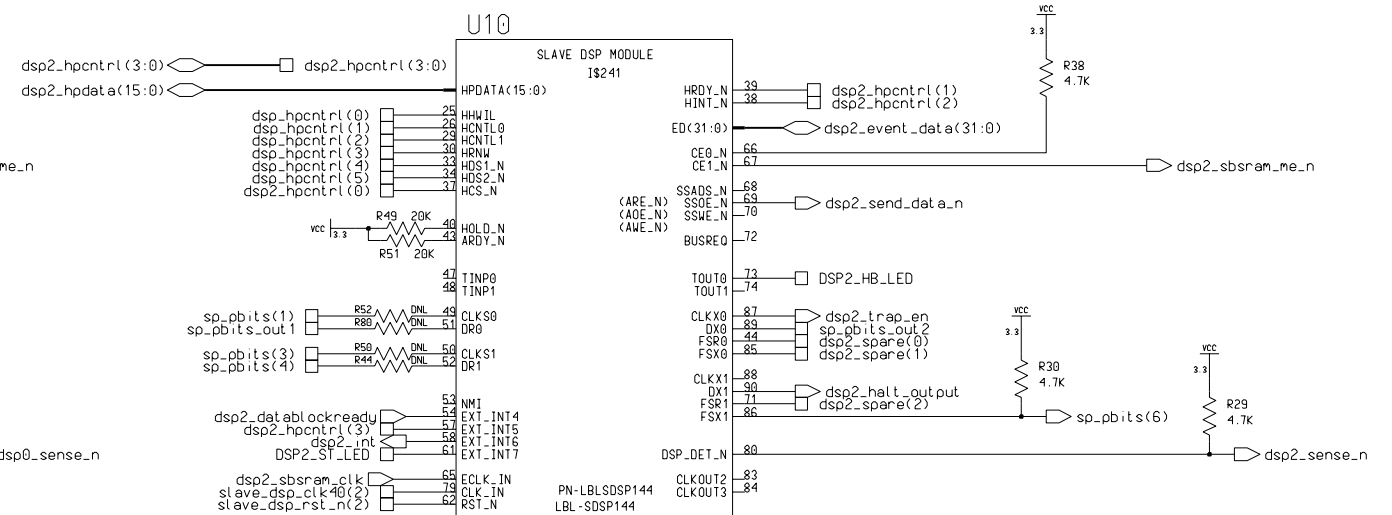 U10
SLAVE DSP MODULE
I$241
VCC
3.3
R38
4.7K
dsp2_hpcntrl(3:0) dsp2_hpcntrl(3:0)
dsp2_hpdata(15:0) HPDATA(15:0)
HRDY_N 39 dsp2_hpcntrl(1)
HINT_N 38 dsp2_hpcntrl(2)
dsp_hpcntrl(0) 25 HHWIL
dsp_hpcntrl(1) 26 HCNTL0
dsp_hpcntrl(2) 29 HCNTL1
dsp_hpcntrl(3) 30 HRNW
dsp_hpcntrl(4) 33 HDS1_N
dsp_hpcntrl(5) 34 HDS2_N
dsp2_hpcntrl(0) 37 HCS_N
ED(31:0) dsp2_event_data(31:0)
CE0_N 66
CE1_N 67 dsp2_sbsram_me_n
me_n
SSADS_N 68
(ARE_N) SSOE_N 69 dsp2_send_data_n
(AOE_N) SSWE_N 70
(AWE_N)
BUSREQ 72
VCC 3.3
R49 20K 40 HOLD_N
R51 20K 43 ARDY_N
47 TINP0
48 TINP1
TOUT0 73 DSP2_HB_LED
TOUT1 74
sp_pbits(1) R52 DNL 49 CLKS0
sp_pbits_out1 R80 DNL 51 DR0
sp_pbits(3) R50 DNL 50 CLKS1
sp_pbits(4) R44 DNL 52 DR1
CLKX0 87 dsp2_trap_en
DX0 89 sp_pbits_out2
FSR0 44 dsp2_spare(0)
FSX0 85 dsp2_spare(1)
CLKX1 88
DX1 90 dsp2_halt_output
FSR1 71 dsp2_spare(2)
FSX1 86 sp_pbits(6)
VCC
3.3
R30
4.7K
VCC
3.3
R29
4.7K
53 NMI
dsp2_datablockready 54 EXT_INT4
dsp2_hpcntrl(3) 57 EXT_INT5
dsp2_int 58 EXT_INT6
DSP2_ST_LED 61 EXT_INT7
DSP_DET_N 80 dsp2_sense_n
dsp0_sense_n
dsp2_sbsram_clk 65 ECLK_IN
slave_dsp_clk40(2) 79 CLK_IN
slave_dsp_rst_n(2) 62 RST_N
CLKOUT2 83
CLKOUT3 84
PN-LBLSDSP144
LBL-SDSP144